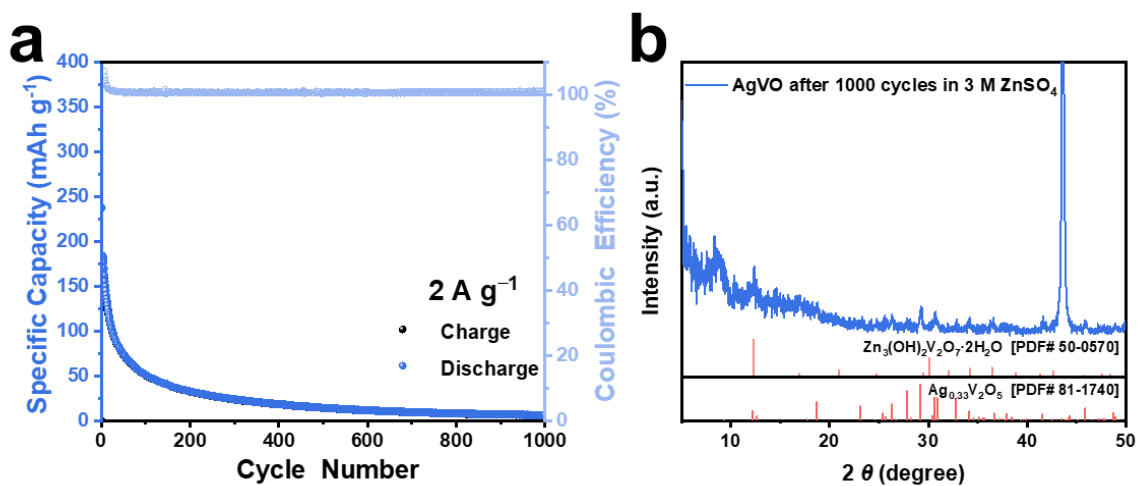 a
400
350
300
250
200
150
100
50
0
Specific Capacity (mAh g⁻¹)
100
80
60
40
20
0
Coulombic Efficiency (%)
2 A g⁻¹
Charge
Discharge
0 200 400 600 800 1000
Cycle Number
b
AgVO after 1000 cycles in 3 M ZnSO₄
Intensity (a.u.)
Zn₃(OH)₂V₂O₇·2H₂O [PDF# 50-0570]
Ag₀.₃₃V₂O₅ [PDF# 81-1740]
10 20 30 40 50
2 θ (degree)